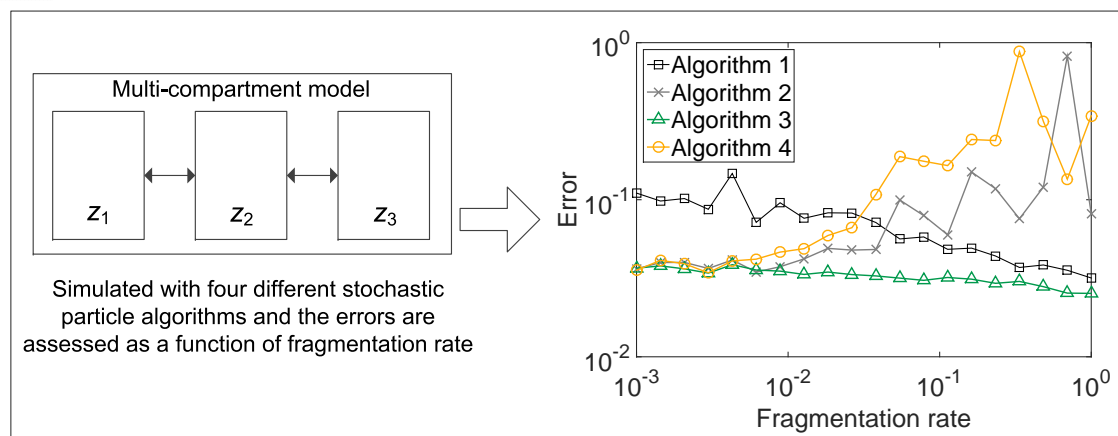 Multi-compartment model
z1
z2
z3
Simulated with four different stochastic
particle algorithms and the errors are
assessed as a function of fragmentation rate
10^0
10^-1
10^-2
Error
Algorithm 1
Algorithm 2
Algorithm 3
Algorithm 4
10^-3
10^-2
10^-1
10^0
Fragmentation rate